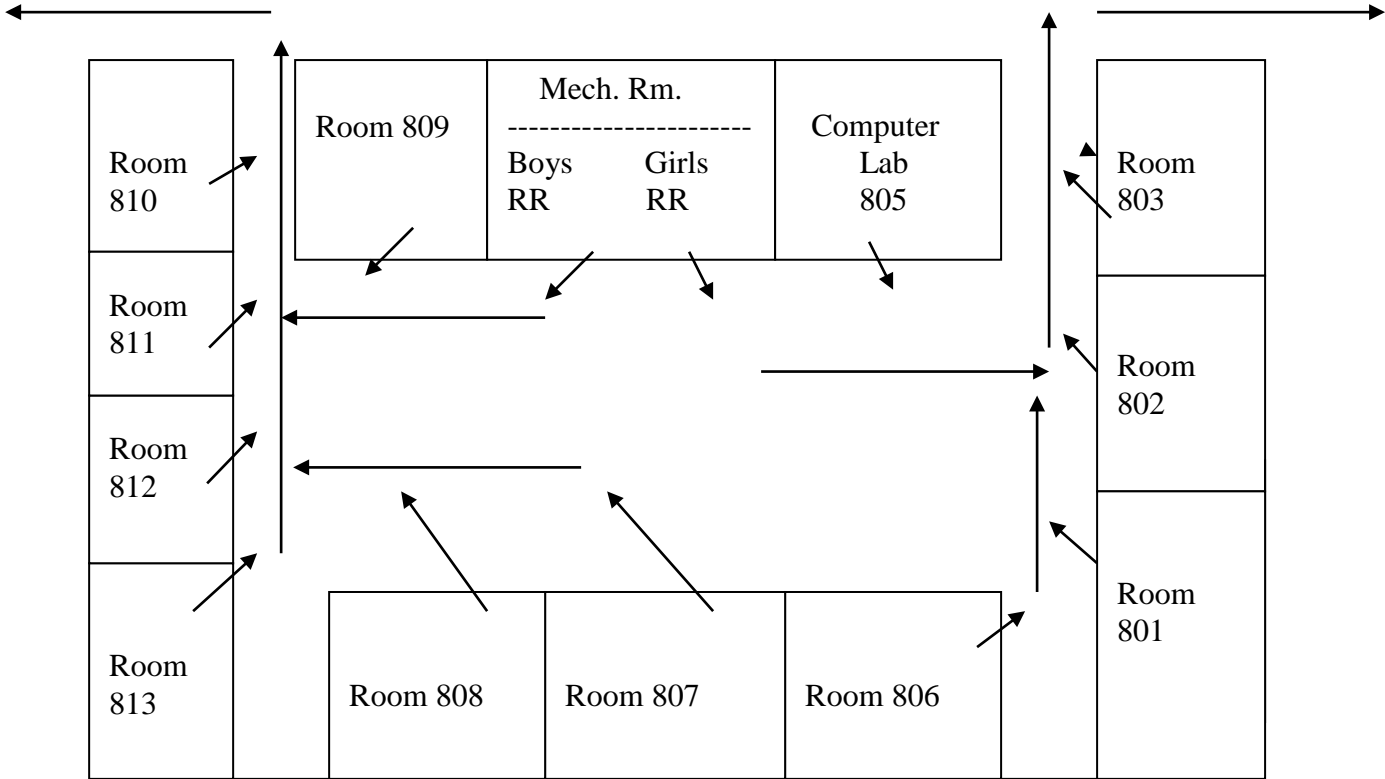 Mech. Rm.
Room 809
------------------------
Computer
Lab
805
Boys
RR
Girls
RR
Room
810
Room
803
Room
811
Room
802
Room
812
Room
801
Room
813
Room 808
Room 807
Room 806